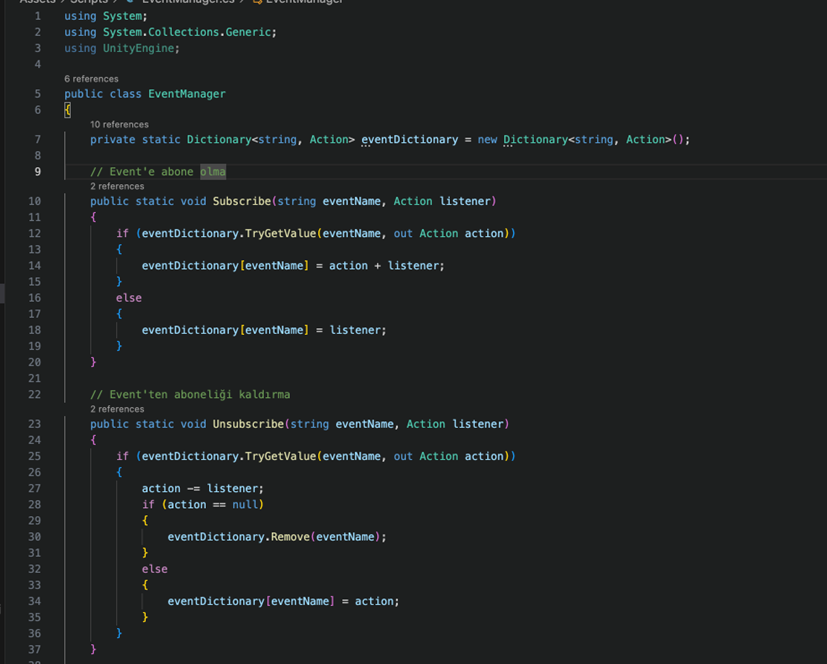 Assets > Scripts > EventManager.cs > EventManager
1 using System;
2 using System.Collections.Generic;
3 using UnityEngine;
4
6 references
5 public class EventManager
6 {
10 references
7 private static Dictionary<string, Action> eventDictionary = new Dictionary<string, Action>();
8
9 // Event'e abone olma
2 references
10 public static void Subscribe(string eventName, Action listener)
11 {
12 if (eventDictionary.TryGetValue(eventName, out Action action))
13 {
14 eventDictionary[eventName] = action + listener;
15 }
16 else
17 {
18 eventDictionary[eventName] = listener;
19 }
20 }
21
22 // Event'ten aboneliği kaldırma
2 references
23 public static void Unsubscribe(string eventName, Action listener)
24 {
25 if (eventDictionary.TryGetValue(eventName, out Action action))
26 {
27 action -= listener;
28 if (action == null)
29 {
30 eventDictionary.Remove(eventName);
31 }
32 else
33 {
34 eventDictionary[eventName] = action;
35 }
36 }
37 }
38